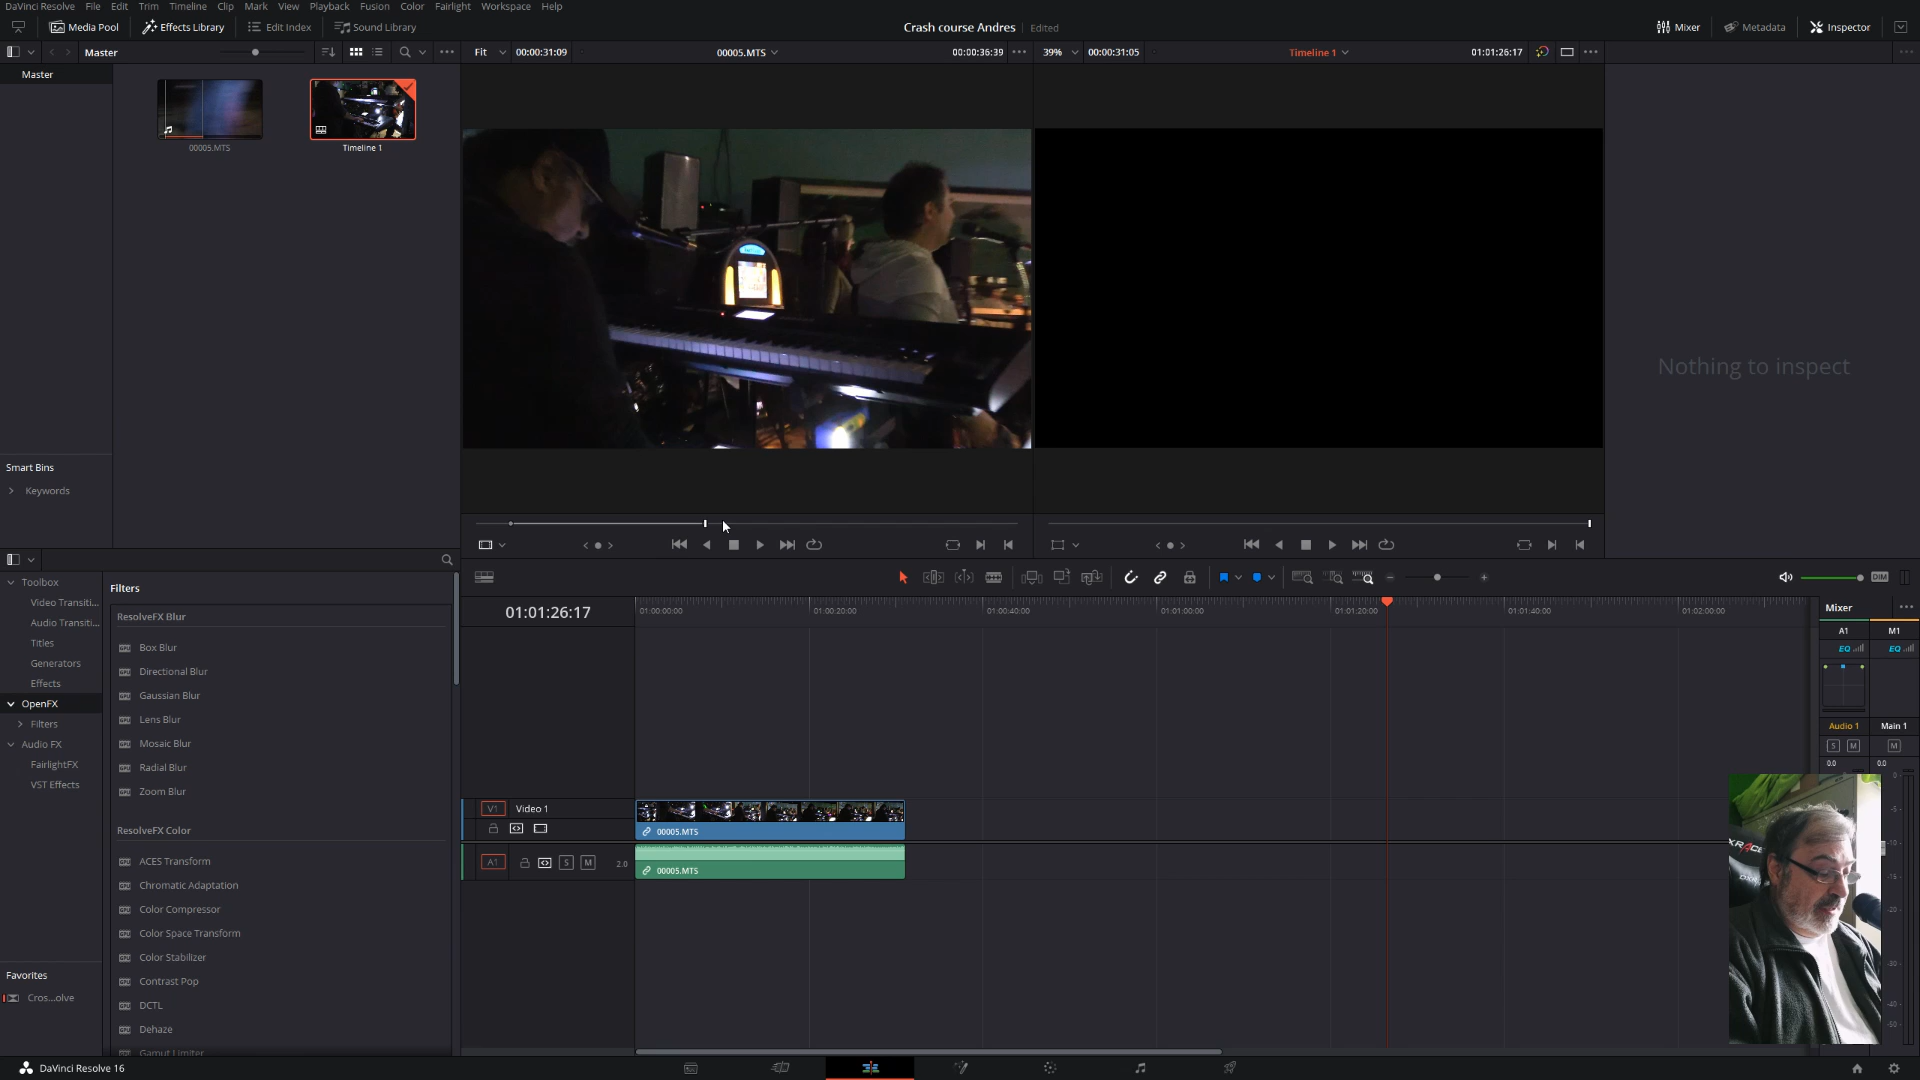 DaVinci Resolve File Edit Trim Timeline Clip Mark View Playback Fusion Color Fairlight Workspace Help
Media Pool Effects Library Edit Index Sound Library Crash course Andres Edited Mixer Metadata Inspector
Master Fit 00:00:31:09 00005.MTS 00:00:36:39 39% 00:00:31:05 Timeline 1 01:01:26:17
Master
00005.MTS Timeline 1
Nothing to inspect
Smart Bins
Keywords
Toolbox
Video Transiti...
Audio Transiti...
Titles
Generators
Effects
OpenFX
Filters
Audio FX
FairlightFX
VST Effects
Favorites
Cros...olve
Filters
ResolveFX Blur
Box Blur
Directional Blur
Gaussian Blur
Lens Blur
Mosaic Blur
Radial Blur
Zoom Blur
ResolveFX Color
ACES Transform
Chromatic Adaptation
Color Compressor
Color Space Transform
Color Stabilizer
Contrast Pop
DCTL
Dehaze
Gamut Limiter
DIM
01:01:26:17 01:00:00:00 01:00:20:00 01:00:40:00 01:01:00:00 01:01:20:00 01:01:40:00 01:02:00:00
V1 Video 1
00005.MTS
A1 S M 2.0
00005.MTS
Mixer
A1 M1
EQ EQ
Audio 1 Main 1
S M M
0.0 0.0
0
-5
-10
-15
-20
-30
-40
-50
DaVinci Resolve 16